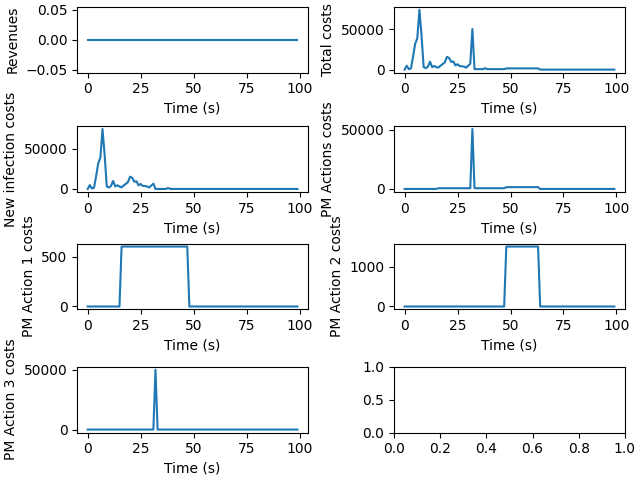 Revenues
0.05
0.00
−0.05
0 25 50 75 100
Time (s)
Total costs
50000
0
0 25 50 75 100
Time (s)
New infection costs
50000
0
0 25 50 75 100
Time (s)
PM Actions costs
50000
0
0 25 50 75 100
Time (s)
PM Action 1 costs
500
0
0 25 50 75 100
Time (s)
PM Action 2 costs
1000
0
0 25 50 75 100
Time (s)
PM Action 3 costs
50000
0
0 25 50 75 100
Time (s)
1.0
0.5
0.0
0.0 0.2 0.4 0.6 0.8 1.0